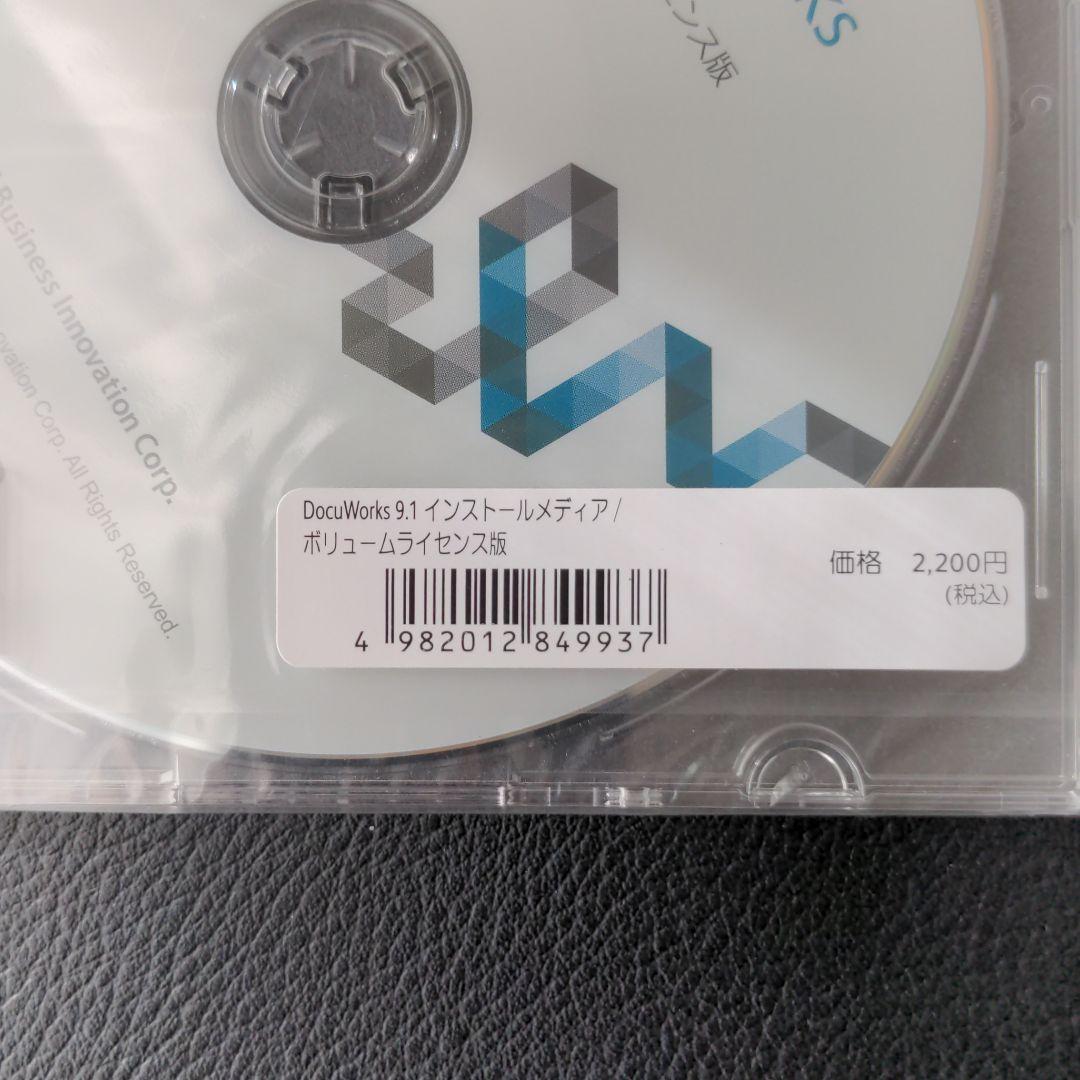 KS
ンス版
Business Innovation Corp.
ovation Corp. All Rights Reserved.
DocuWorks 9.1 インストールメディア /
ボリュームライセンス版
価格 2,200円
(税込)
4 982012 849937